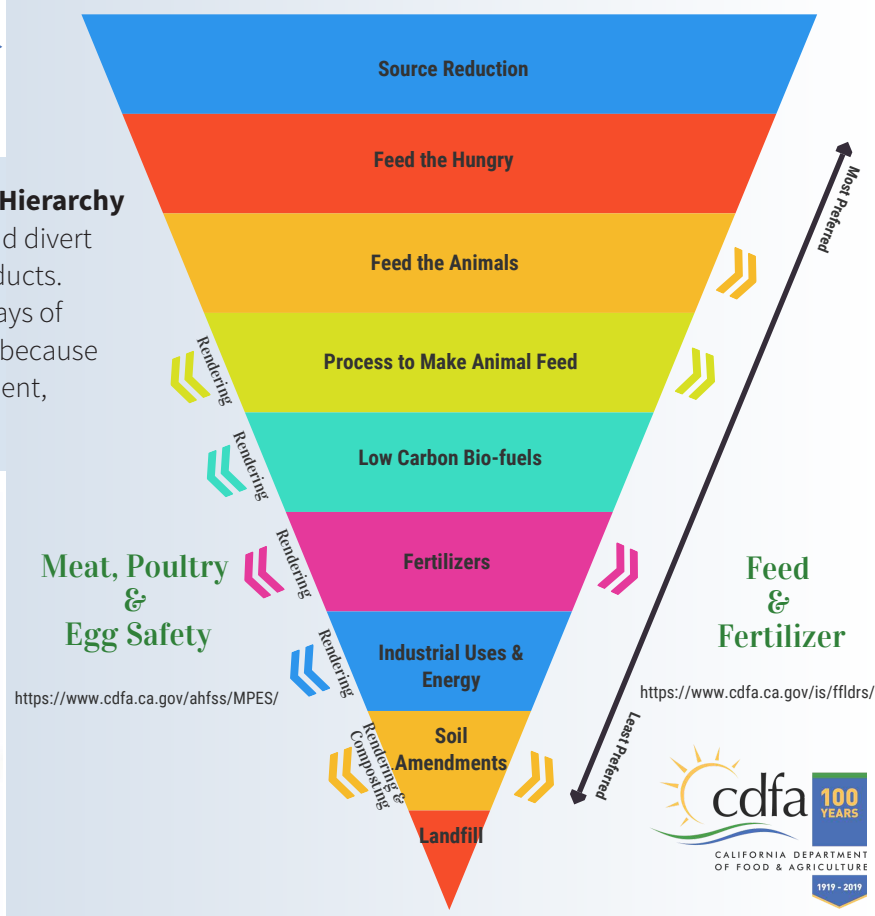 Source Reduction
Feed the Hungry
Hierarchy
d divert
ducts.
ays of
because
ent,
Most Preferred
Feed the Animals
Rendering
Process to Make Animal Feed
Rendering
Low Carbon Bio-fuels
Rendering
Fertilizers
Meat, Poultry
&
Egg Safety
https://www.cdfa.ca.gov/ahfss/MPES/
Feed
&
Fertilizer
https://www.cdfa.ca.gov/is/ffldrs/
Rendering
Industrial Uses &
Energy
Rendering &
Composting
Soil
Amendments
Least Preferred
Landfill
cdfa
CALIFORNIA DEPARTMENT
OF FOOD & AGRICULTURE
100
YEARS
1919 - 2019